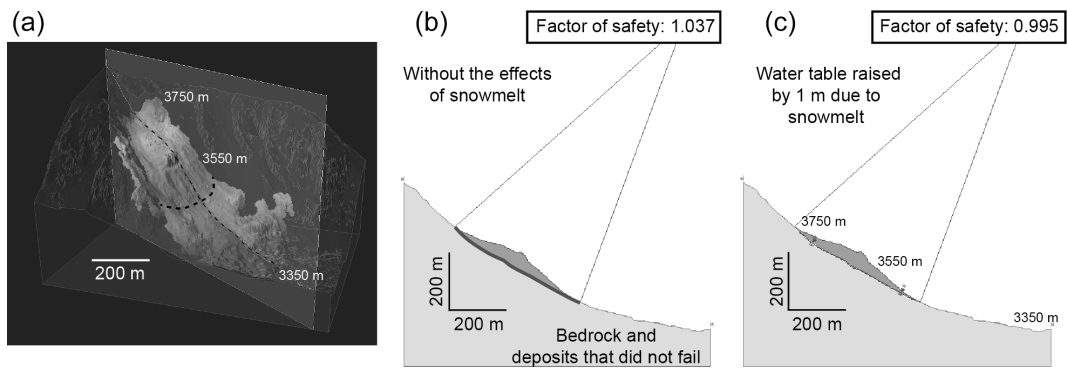 (a)
3750 m
3550 m
3350 m
200 m
(b)
Factor of safety: 1.037
Without the effects
of snowmelt
200 m
200 m
Bedrock and
deposits that did not fail
(c)
Factor of safety: 0.995
Water table raised
by 1 m due to
snowmelt
3750 m
3550 m
200 m
200 m
3350 m